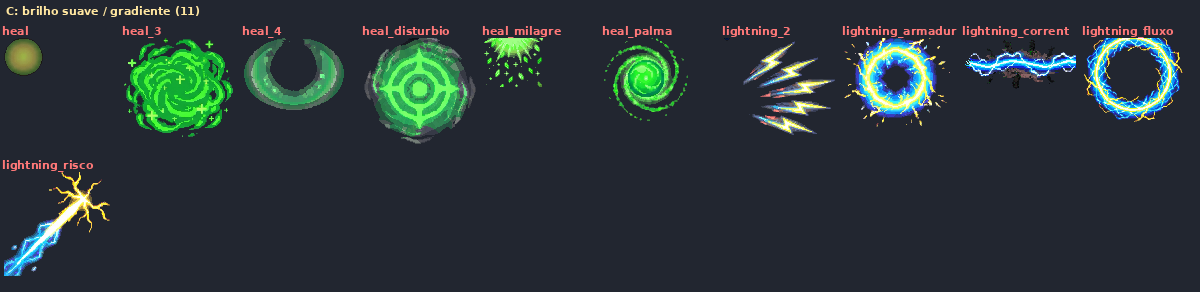 C: brilho suave / gradiente (11)
heal heal_3 heal_4 heal_disturbio heal_milagre heal_palma lightning_2 lightning_armadur lightning_corrent lightning_fluxo
lightning_risco